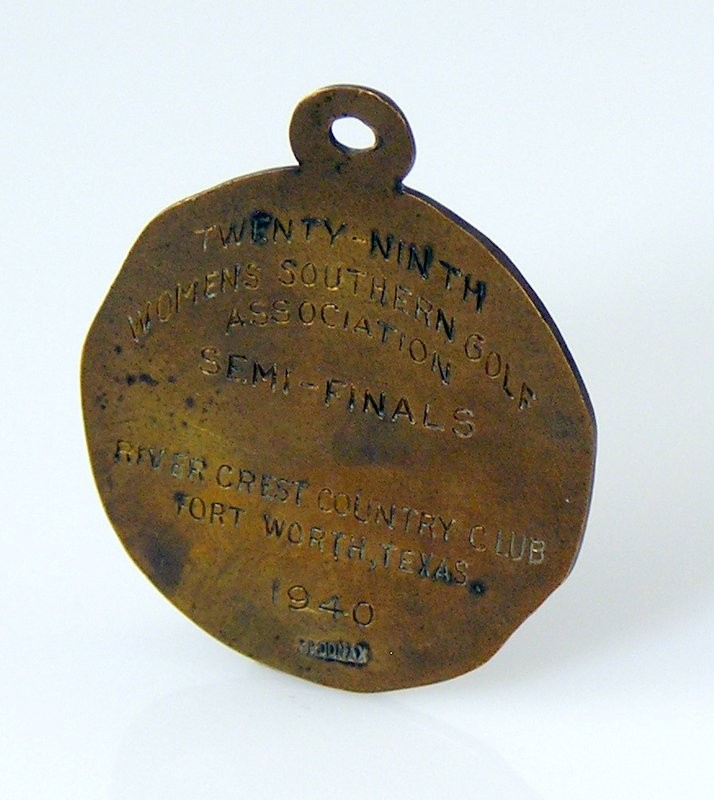 TWENTY-NINTH
WOMENS SOUTHERN GOLF
ASSOCIATION
SEMI-FINALS
RIVER CREST COUNTRY CLUB
FORT WORTH, TEXAS.
1940